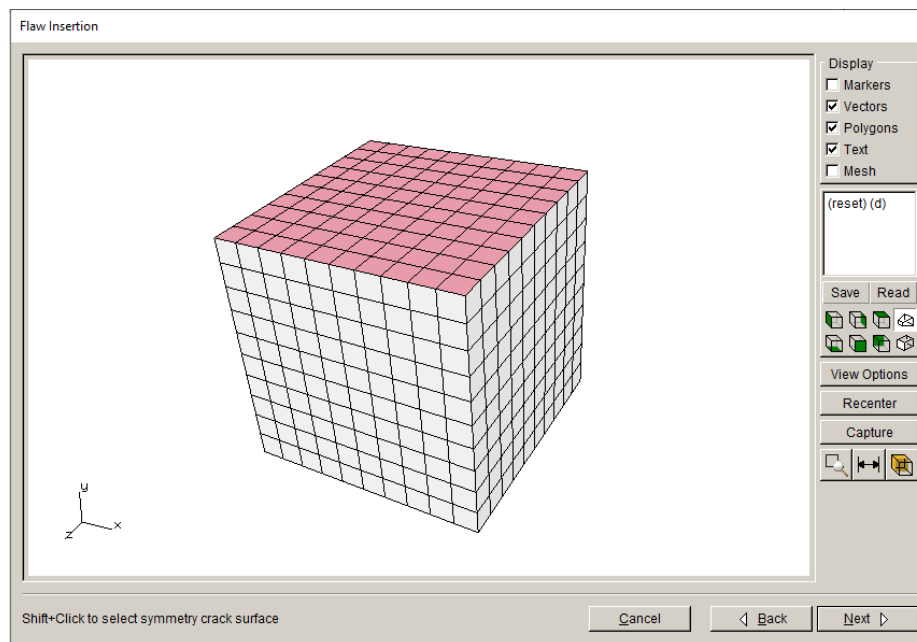 Flaw Insertion
Display
Markers
Vectors
Polygons
Text
Mesh
(reset) (d)
Save Read
View Options
Recenter
Capture
y
z x
Shift+Click to select symmetry crack surface
Cancel Back Next